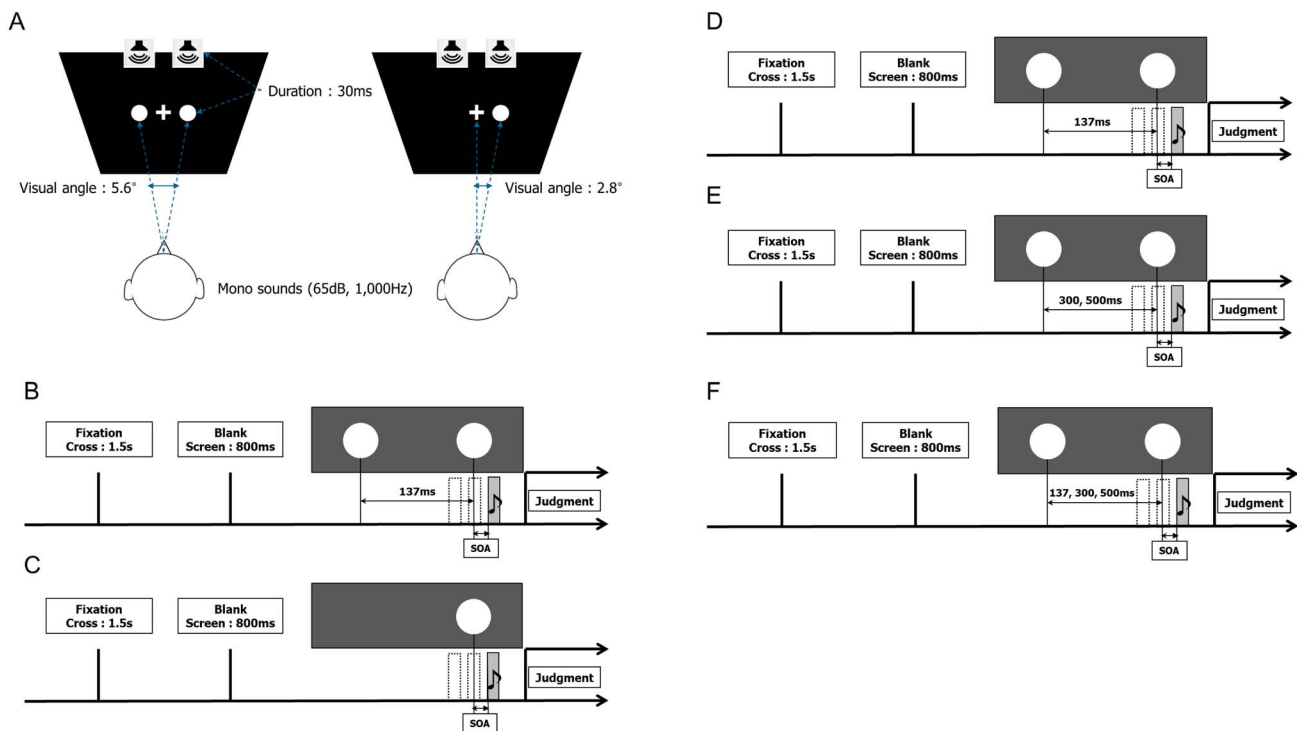 A
Duration : 30ms
Visual angle : 5.6°
Visual angle : 2.8°
Mono sounds (65dB, 1,000Hz)
B
Fixation
Cross : 1.5s
Blank
Screen : 800ms
137ms
Judgment
SOA
C
Fixation
Cross : 1.5s
Blank
Screen : 800ms
Judgment
SOA
D
Fixation
Cross : 1.5s
Blank
Screen : 800ms
137ms
Judgment
SOA
E
Fixation
Cross : 1.5s
Blank
Screen : 800ms
300, 500ms
Judgment
SOA
F
Fixation
Cross : 1.5s
Blank
Screen : 800ms
137, 300, 500ms
Judgment
SOA